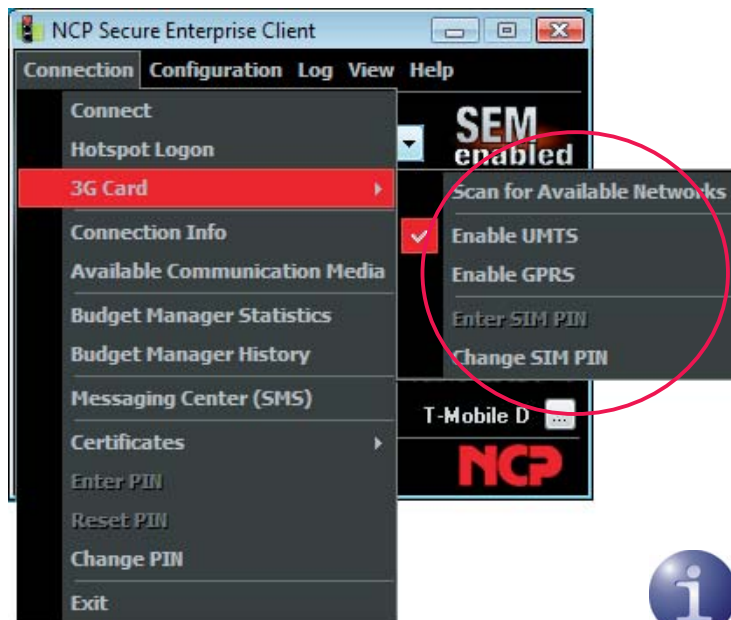 NCP Secure Enterprise Client
Connection Configuration Log View Help
Connect
Hotspot Logon
3G Card
Connection Info
Available Communication Media
Budget Manager Statistics
Budget Manager History
Messaging Center (SMS)
Certificates
Enter PIN
Reset PIN
Change PIN
Exit
SEM
enabled
Scan for Available Networks
Enable UMTS
Enable GPRS
Enter SIM PIN
Change SIM PIN
T-Mobile D ...
NCP
i